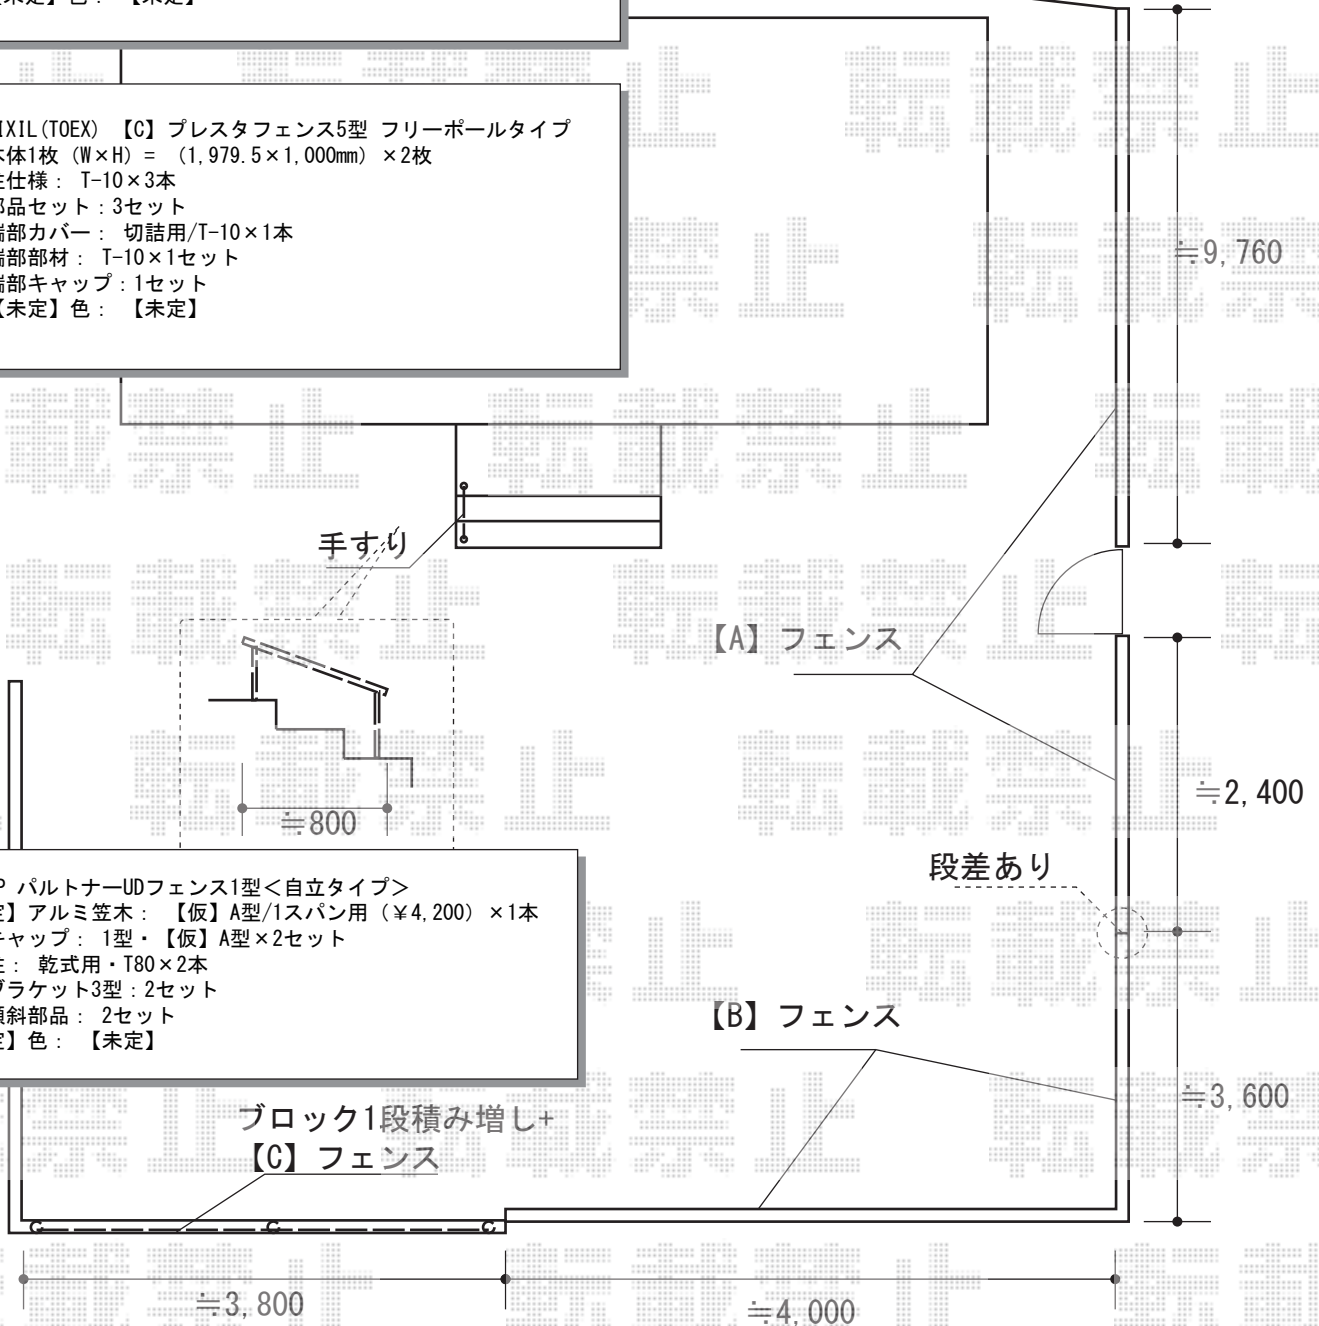 【未定】色： 【未定】
IXIL(TOEX) 【C】プレスタフェンス5型 フリーポールタイプ
本体1枚（W×H）= （1,979.5×1,000mm）×2枚
柱仕様： T-10×3本
部品セット：3セット
端部カバー： 切詰用/T-10×1本
端部部材： T-10×1セット
端部キャップ：1セット
【未定】色： 【未定】
≒9,760
手すり
【A】フェンス
≒800
≒2,400
段差あり
P パルトナーUDフェンス1型＜自立タイプ＞
定】アルミ笠木： 【仮】A型/1スパン用（￥4,200）×1本
キャップ： 1型・【仮】A型×2セット
柱： 乾式用・T80×2本
ブラケット3型：2セット
傾斜部品： 2セット
定】色： 【未定】
【B】フェンス
≒3,600
ブロック1段積み増し+
【C】フェンス
≒3,800
≒4,000
転載禁止